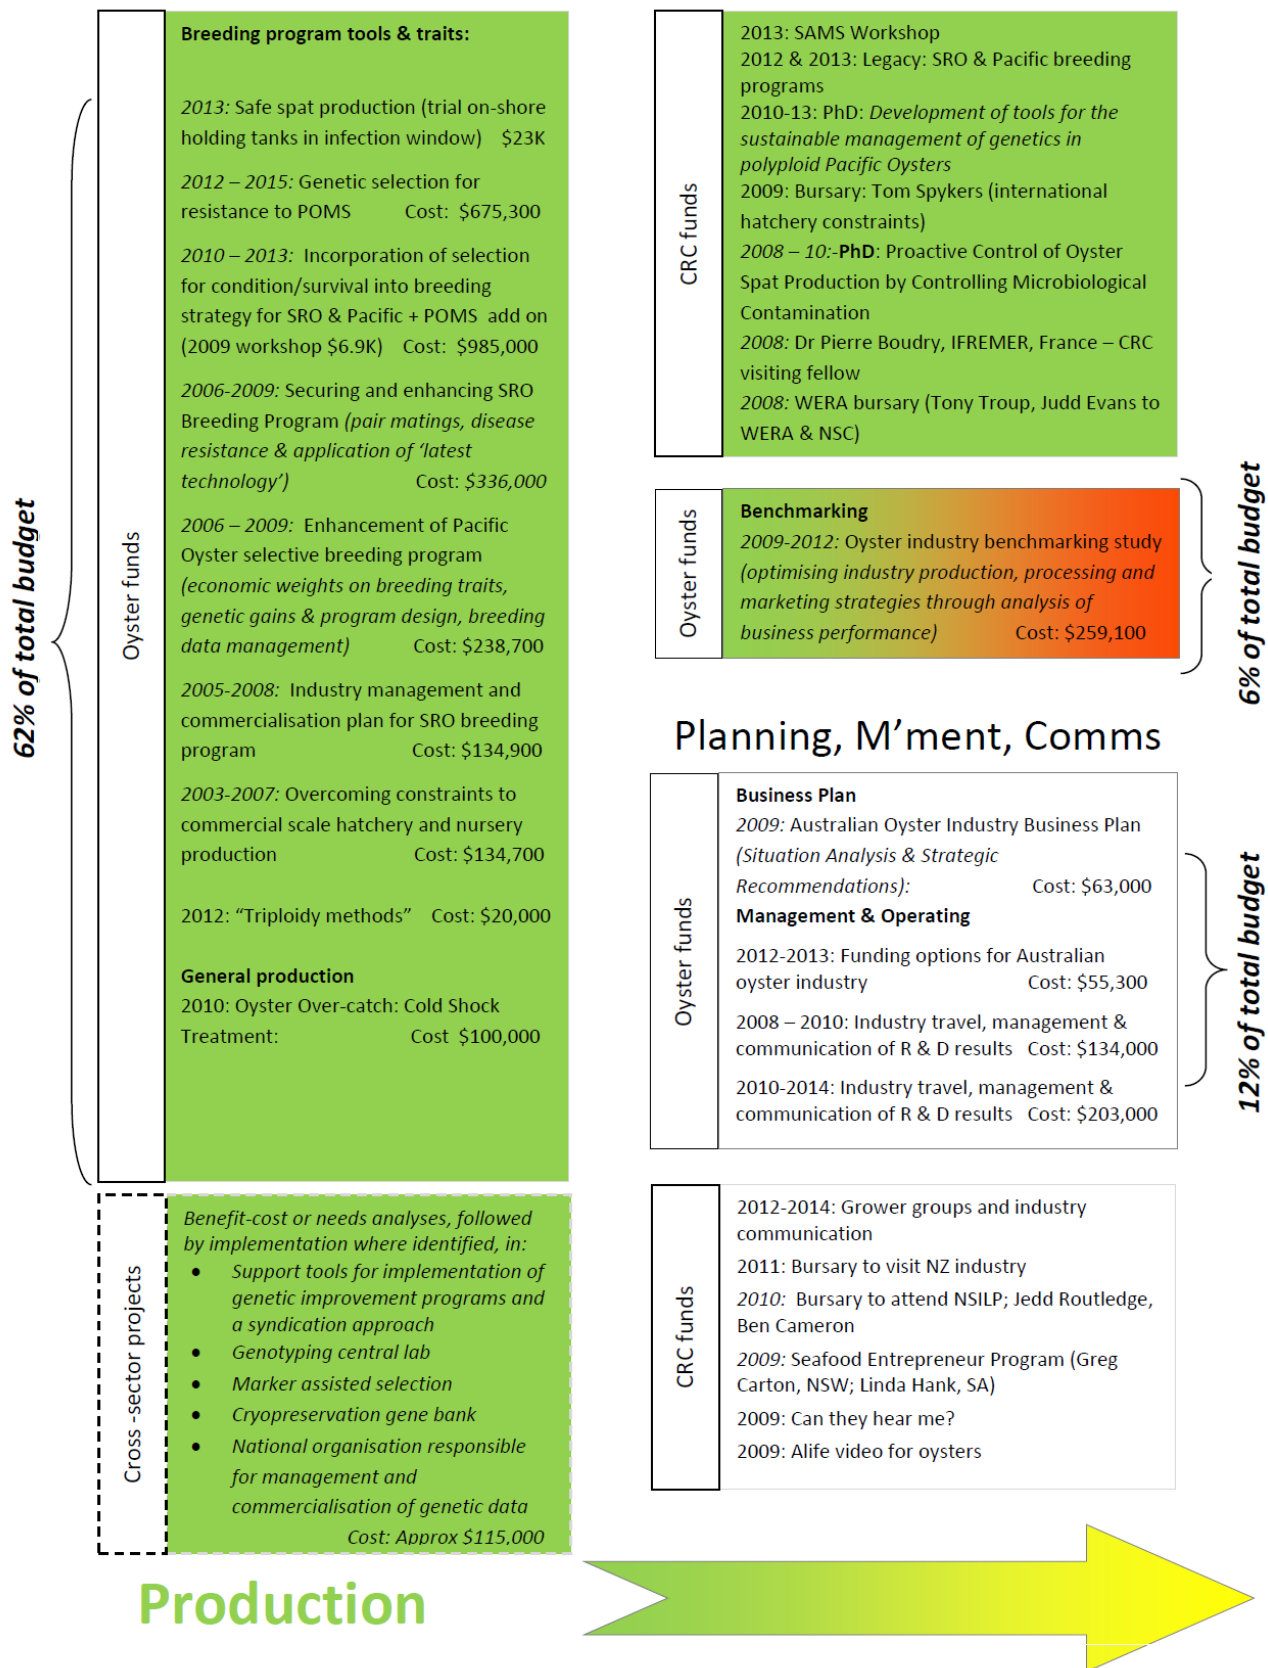 62% of total budget
Oyster funds
Breeding program tools & traits:
2013: Safe spat production (trial on-shore
holding tanks in infection window) $23K
2012 – 2015: Genetic selection for
resistance to POMS Cost: $675,300
2010 – 2013: Incorporation of selection
for condition/survival into breeding
strategy for SRO & Pacific + POMS add on
(2009 workshop $6.9K) Cost: $985,000
2006-2009: Securing and enhancing SRO
Breeding Program (pair matings, disease
resistance & application of ‘latest
technology’) Cost: $336,000
2006 – 2009: Enhancement of Pacific
Oyster selective breeding program
(economic weights on breeding traits,
genetic gains & program design, breeding
data management) Cost: $238,700
2005-2008: Industry management and
commercialisation plan for SRO breeding
program Cost: $134,900
2003-2007: Overcoming constraints to
commercial scale hatchery and nursery
production Cost: $134,700
2012: “Triploidy methods” Cost: $20,000
General production
2010: Oyster Over-catch: Cold Shock
Treatment: Cost $100,000
Cross -sector projects
Benefit-cost or needs analyses, followed
by implementation where identified, in:
• Support tools for implementation of
genetic improvement programs and
a syndication approach
• Genotyping central lab
• Marker assisted selection
• Cryopreservation gene bank
• National organisation responsible
for management and
commercialisation of genetic data
Cost: Approx $115,000
Production
CRC funds
2013: SAMS Workshop
2012 & 2013: Legacy: SRO & Pacific breeding
programs
2010-13: PhD: Development of tools for the
sustainable management of genetics in
polyploid Pacific Oysters
2009: Bursary: Tom Spykers (international
hatchery constraints)
2008 – 10:-PhD: Proactive Control of Oyster
Spat Production by Controlling Microbiological
Contamination
2008: Dr Pierre Boudry, IFREMER, France – CRC
visiting fellow
2008: WERA bursary (Tony Troup, Judd Evans to
WERA & NSC)
Oyster funds
Benchmarking
2009-2012: Oyster industry benchmarking study
(optimising industry production, processing and
marketing strategies through analysis of
business performance) Cost: $259,100
6% of total budget
Planning, M’ment, Comms
Oyster funds
Business Plan
2009: Australian Oyster Industry Business Plan
(Situation Analysis & Strategic
Recommendations): Cost: $63,000
Management & Operating
2012-2013: Funding options for Australian
oyster industry Cost: $55,300
2008 – 2010: Industry travel, management &
communication of R & D results Cost: $134,000
2010-2014: Industry travel, management &
communication of R & D results Cost: $203,000
12% of total budget
CRC funds
2012-2014: Grower groups and industry
communication
2011: Bursary to visit NZ industry
2010: Bursary to attend NSILP; Jedd Routledge,
Ben Cameron
2009: Seafood Entrepreneur Program (Greg
Carton, NSW; Linda Hank, SA)
2009: Can they hear me?
2009: Alife video for oysters